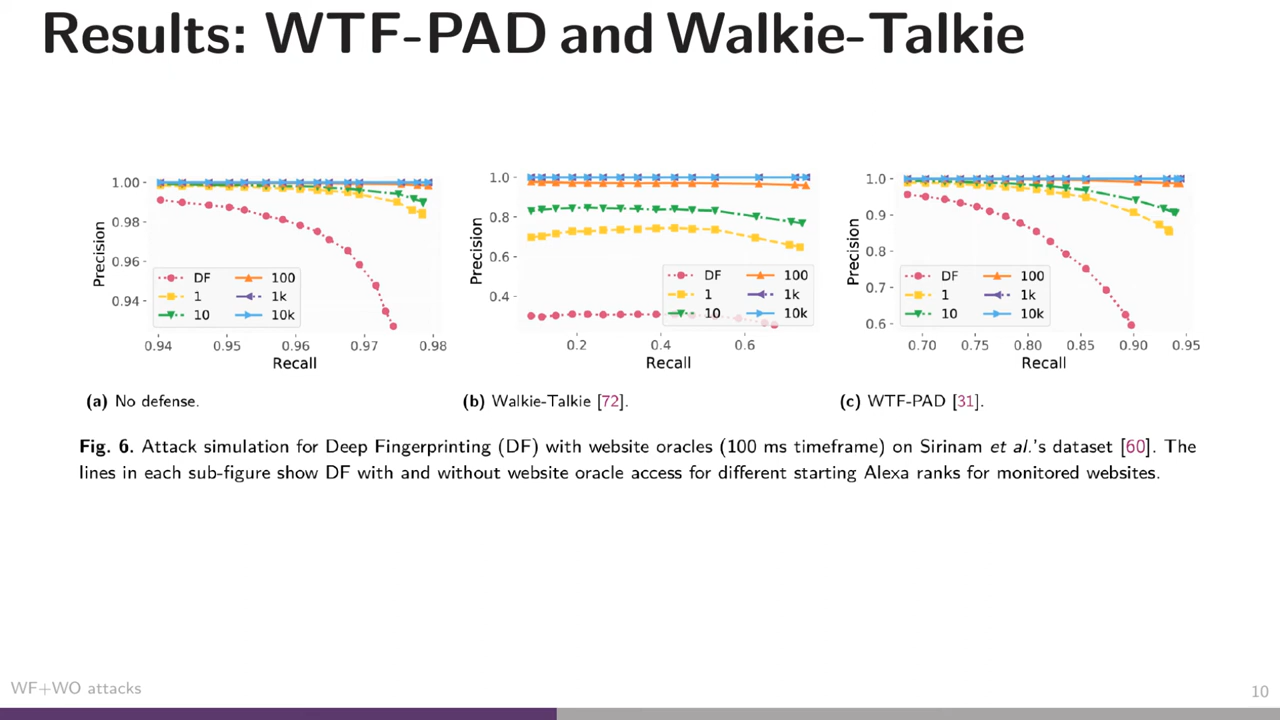 Results: WTF-PAD and Walkie-Talkie
Precision
1.00
0.98
0.96
0.94
DF
1
10
100
1k
10k
0.94 0.95 0.96 0.97 0.98
Recall
(a) No defense.
Precision
1.0
0.8
0.6
0.4
DF
1
10
100
1k
10k
0.2 0.4 0.6
Recall
(b) Walkie-Talkie [72].
Precision
1.0
0.9
0.8
0.7
0.6
DF
1
10
100
1k
10k
0.70 0.75 0.80 0.85 0.90 0.95
Recall
(c) WTF-PAD [31].
Fig. 6. Attack simulation for Deep Fingerprinting (DF) with website oracles (100 ms timeframe) on Sirinam et al.'s dataset [60]. The
lines in each sub-figure show DF with and without website oracle access for different starting Alexa ranks for monitored websites.
WF+WO attacks
10